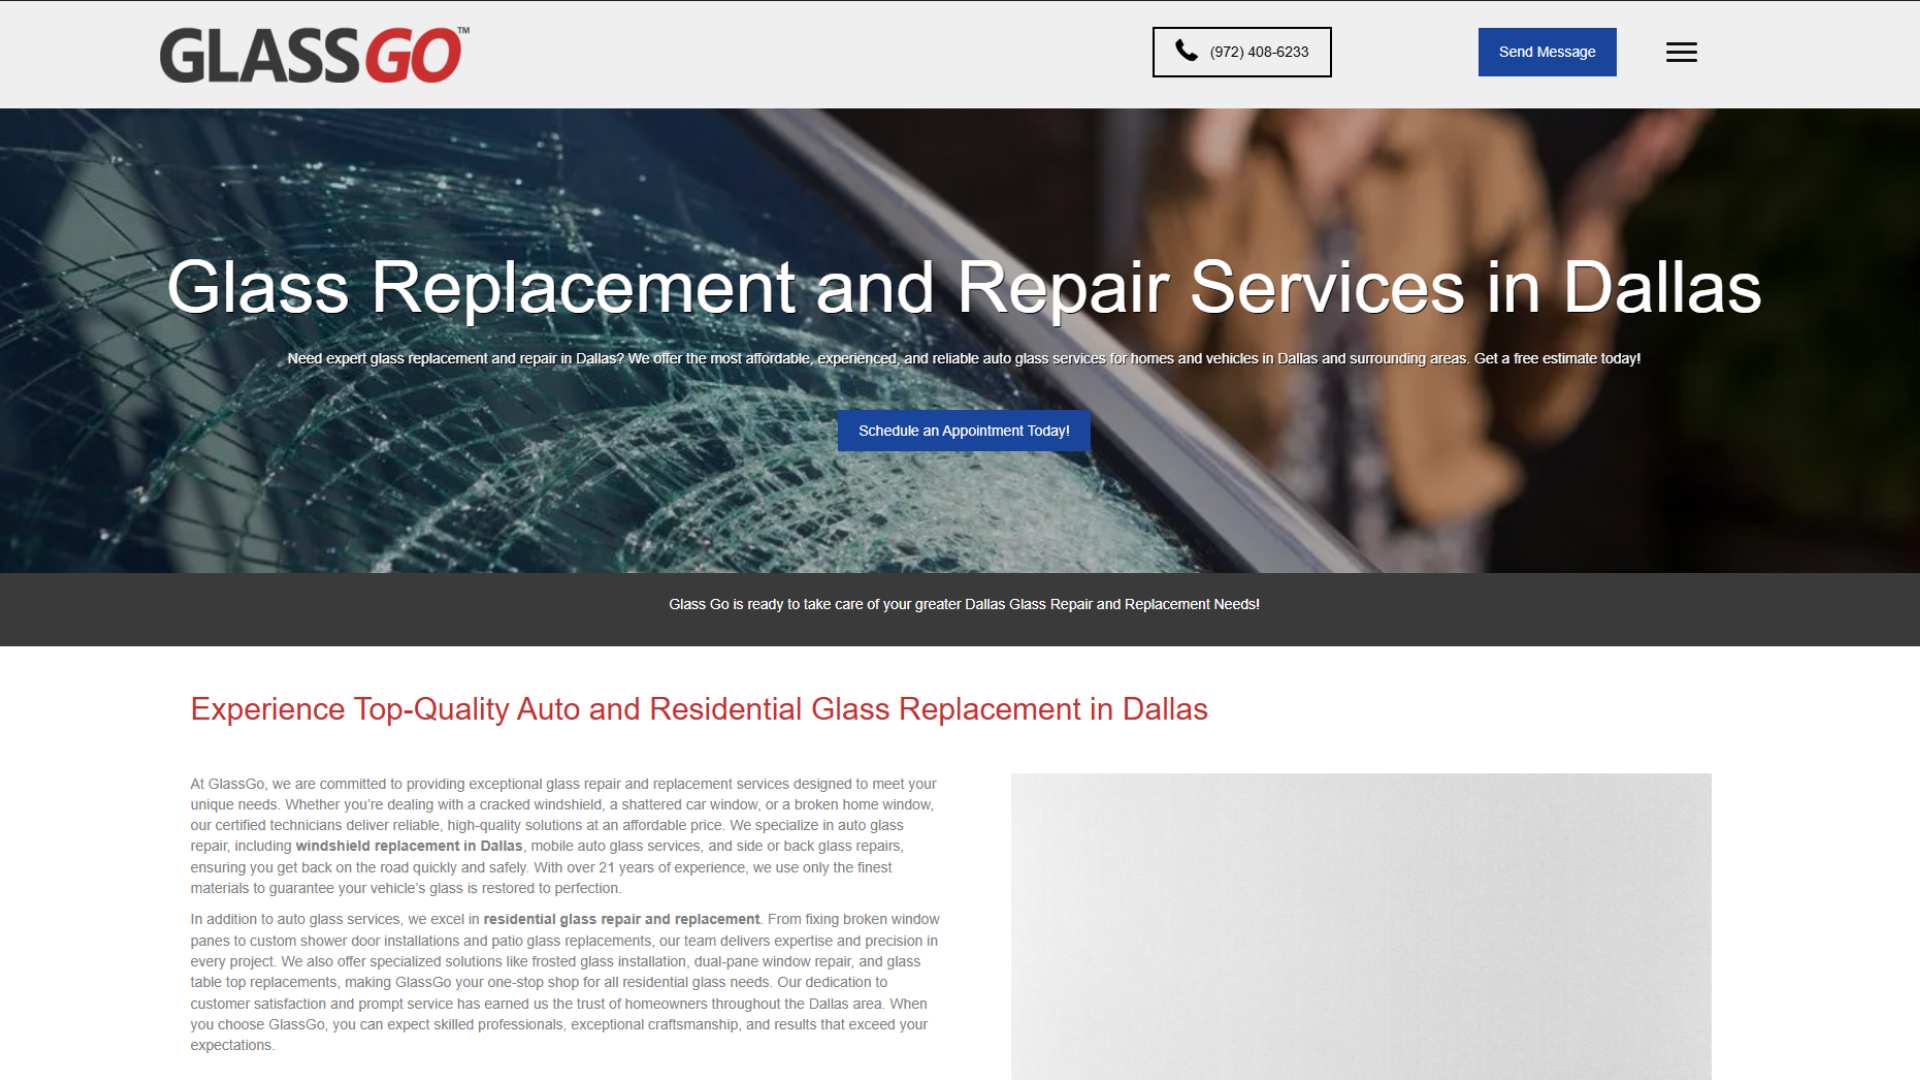 GLASSGO™
(972) 408-6233
Send Message
Glass Replacement and Repair Services in Dallas
Need expert glass replacement and repair in Dallas? We offer the most affordable, experienced, and reliable auto glass services for homes and vehicles in Dallas and surrounding areas. Get a free estimate today!
Schedule an Appointment Today!
Glass Go is ready to take care of your greater Dallas Glass Repair and Replacement Needs!
Experience Top-Quality Auto and Residential Glass Replacement in Dallas
At GlassGo, we are committed to providing exceptional glass repair and replacement services designed to meet your
unique needs. Whether you’re dealing with a cracked windshield, a shattered car window, or a broken home window,
our certified technicians deliver reliable, high-quality solutions at an affordable price. We specialize in auto glass
repair, including windshield replacement in Dallas, mobile auto glass services, and side or back glass repairs,
ensuring you get back on the road quickly and safely. With over 21 years of experience, we use only the finest
materials to guarantee your vehicle’s glass is restored to perfection.
In addition to auto glass services, we excel in residential glass repair and replacement. From fixing broken window
panes to custom shower door installations and patio glass replacements, our team delivers expertise and precision in
every project. We also offer specialized solutions like frosted glass installation, dual-pane window repair, and glass
table top replacements, making GlassGo your one-stop shop for all residential glass needs. Our dedication to
customer satisfaction and prompt service has earned us the trust of homeowners throughout the Dallas area. When
you choose GlassGo, you can expect skilled professionals, exceptional craftsmanship, and results that exceed your
expectations.